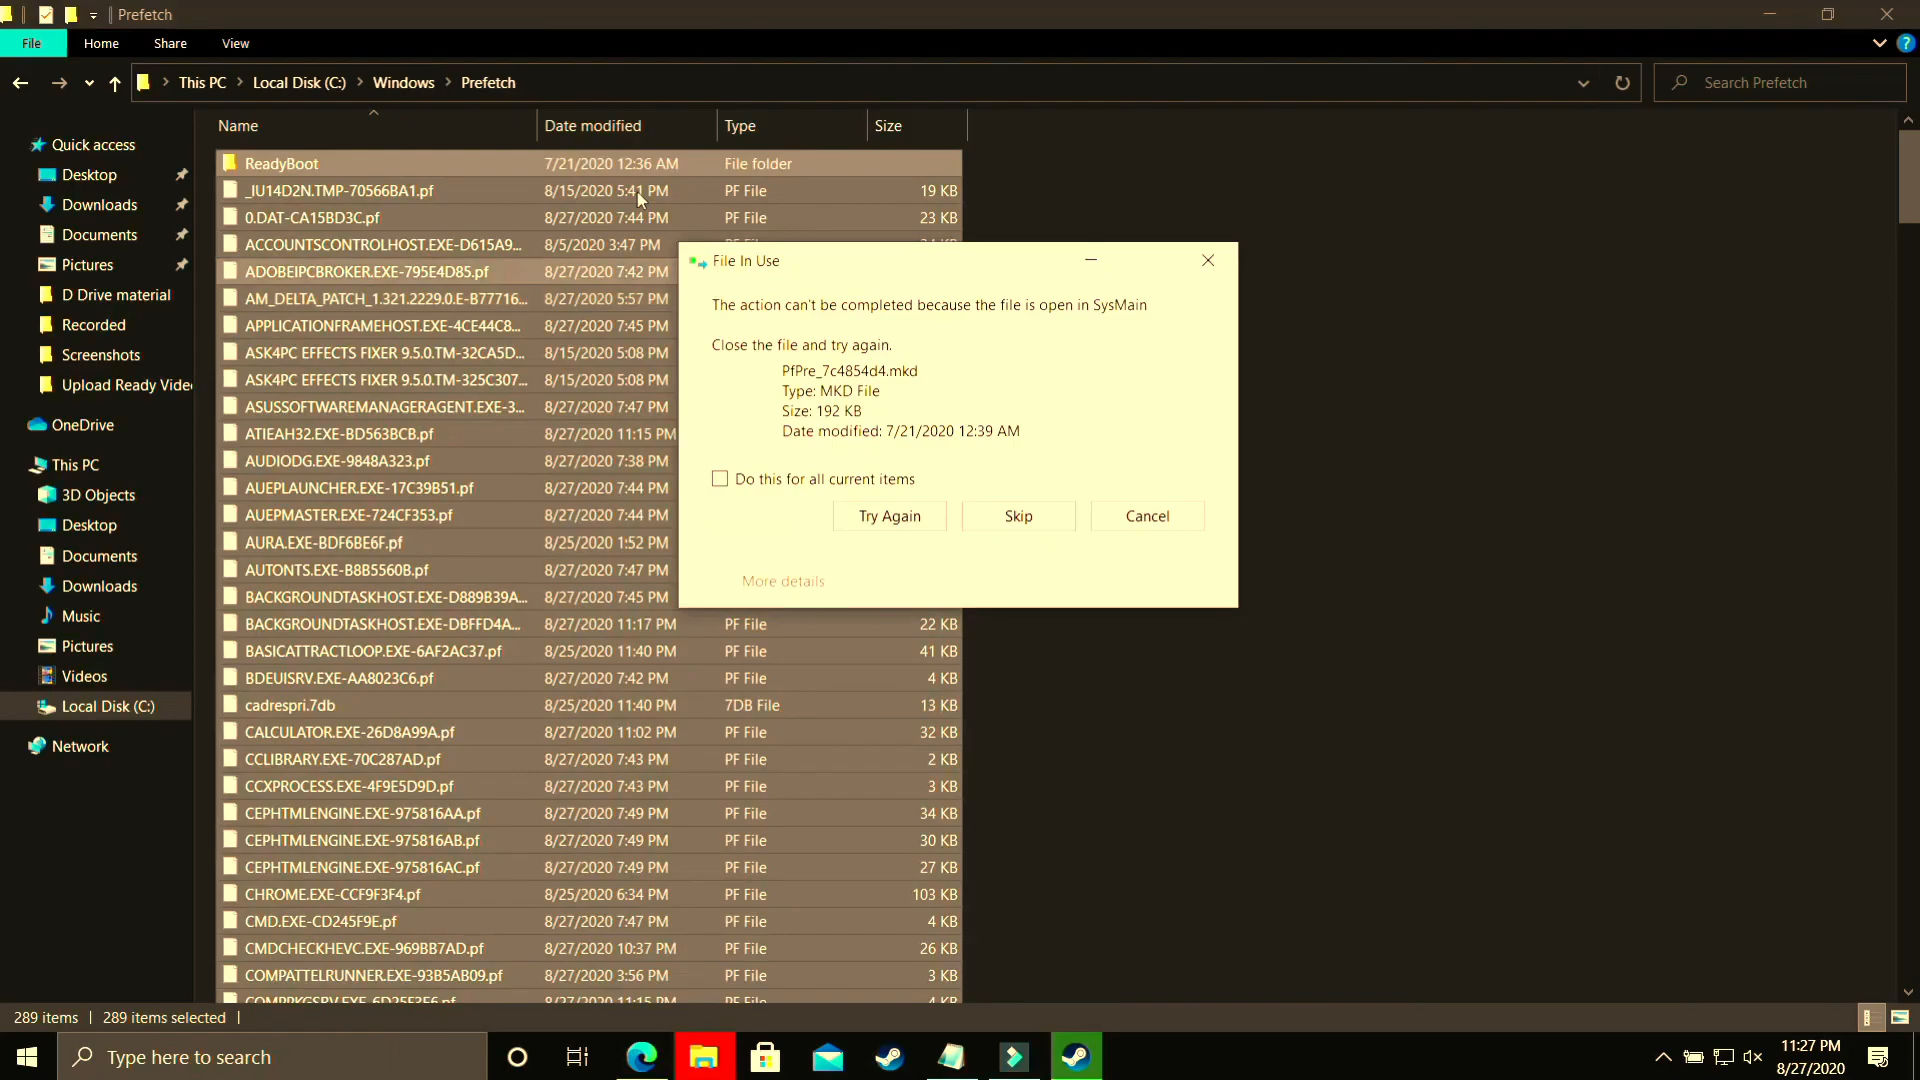 Prefetch
File Home Share View
This PC Local Disk (C:) Windows Prefetch
Search Prefetch
Name Date modified Type Size
Quick access
Desktop
Downloads
Documents
Pictures
D Drive material
Recorded
Screenshots
Upload Ready Vide
OneDrive
This PC
3D Objects
Desktop
Documents
Downloads
Music
Pictures
Videos
Local Disk (C:)
Network
ReadyBoot 7/21/2020 12:36 AM File folder
_IU14D2N.TMP-70566BA1.pf 8/15/2020 5:41 PM PF File 19 KB
0.DAT-CA15BD3C.pf 8/27/2020 7:44 PM PF File 23 KB
ACCOUNTSCONTROLHOST.EXE-D615A9... 8/5/2020 3:47 PM
ADOBEIPCBROKER.EXE-795E4D85.pf 8/27/2020 7:42 PM
AM_DELTA_PATCH_1.321.2229.0.E-B77716... 8/27/2020 5:57 PM
APPLICATIONFRAMEHOST.EXE-4CE44C8... 8/27/2020 7:45 PM
ASK4PC EFFECTS FIXER 9.5.0.TM-32CA5D... 8/15/2020 5:08 PM
ASK4PC EFFECTS FIXER 9.5.0.TM-325C307... 8/15/2020 5:08 PM
ASUSSOFTWAREMANAGERAGENT.EXE-3... 8/27/2020 7:47 PM
ATIEAH32.EXE-BD563BCB.pf 8/27/2020 11:15 PM
AUDIODG.EXE-9848A323.pf 8/27/2020 7:38 PM
AUEPLAUNCHER.EXE-17C39B51.pf 8/27/2020 7:44 PM
AUEPMASTER.EXE-724CF353.pf 8/27/2020 7:44 PM
AURA.EXE-BDF6BE6F.pf 8/25/2020 1:52 PM
AUTONTS.EXE-B8B5560B.pf 8/27/2020 7:47 PM
BACKGROUNDTASKHOST.EXE-D889B39A... 8/27/2020 7:45 PM
BACKGROUNDTASKHOST.EXE-DBFFD4A... 8/27/2020 11:17 PM PF File 22 KB
BASICATTRACTLOOP.EXE-6AF2AC37.pf 8/25/2020 11:40 PM PF File 41 KB
BDEUISRV.EXE-AA8023C6.pf 8/27/2020 7:42 PM PF File 4 KB
cadrespri.7db 8/25/2020 11:40 PM 7DB File 13 KB
CALCULATOR.EXE-26D8A99A.pf 8/27/2020 11:02 PM PF File 32 KB
CCLIBRARY.EXE-70C287AD.pf 8/27/2020 7:43 PM PF File 2 KB
CCXPROCESS.EXE-4F9E5D9D.pf 8/27/2020 7:43 PM PF File 3 KB
CEPHTMLENGINE.EXE-975816AA.pf 8/27/2020 7:49 PM PF File 34 KB
CEPHTMLENGINE.EXE-975816AB.pf 8/27/2020 7:49 PM PF File 30 KB
CEPHTMLENGINE.EXE-975816AC.pf 8/27/2020 7:49 PM PF File 27 KB
CHROME.EXE-CCF9F3F4.pf 8/25/2020 6:34 PM PF File 103 KB
CMD.EXE-CD245F9E.pf 8/27/2020 7:47 PM PF File 4 KB
CMDCHECKHEVC.EXE-969BB7AD.pf 8/27/2020 10:37 PM PF File 26 KB
COMPATTELRUNNER.EXE-93B5AB09.pf 8/27/2020 3:56 PM PF File 3 KB
File In Use
The action can't be completed because the file is open in SysMain
Close the file and try again.
PfPre_7c4854d4.mkd
Type: MKD File
Size: 192 KB
Date modified: 7/21/2020 12:39 AM
Do this for all current items
Try Again Skip Cancel
More details
289 items 289 items selected
Type here to search
11:27 PM
8/27/2020